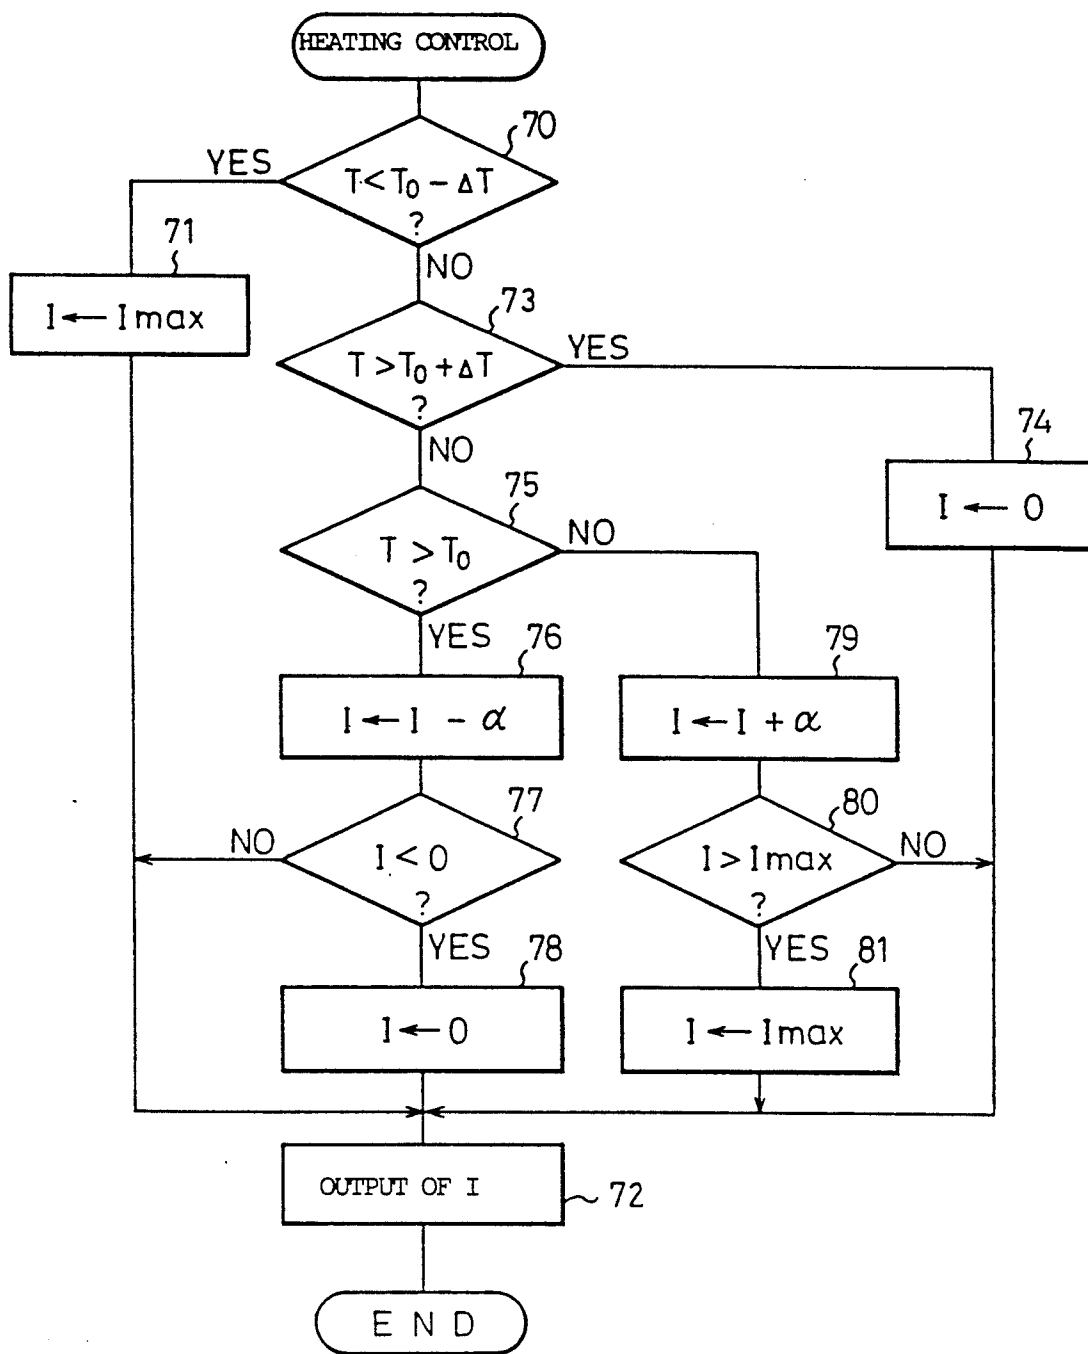 HEATING CONTROL
70
YES
T < T₀ - ΔT
?
NO
71
I ← Imax
73
T > T₀ + ΔT
?
YES
NO
74
I ← 0
75
T > T₀
?
NO
YES
76
I ← I - α
79
I ← I + α
77
I < 0
?
NO
YES
80
I > Imax
?
NO
YES
78
I ← 0
81
I ← Imax
OUTPUT OF I
72
END